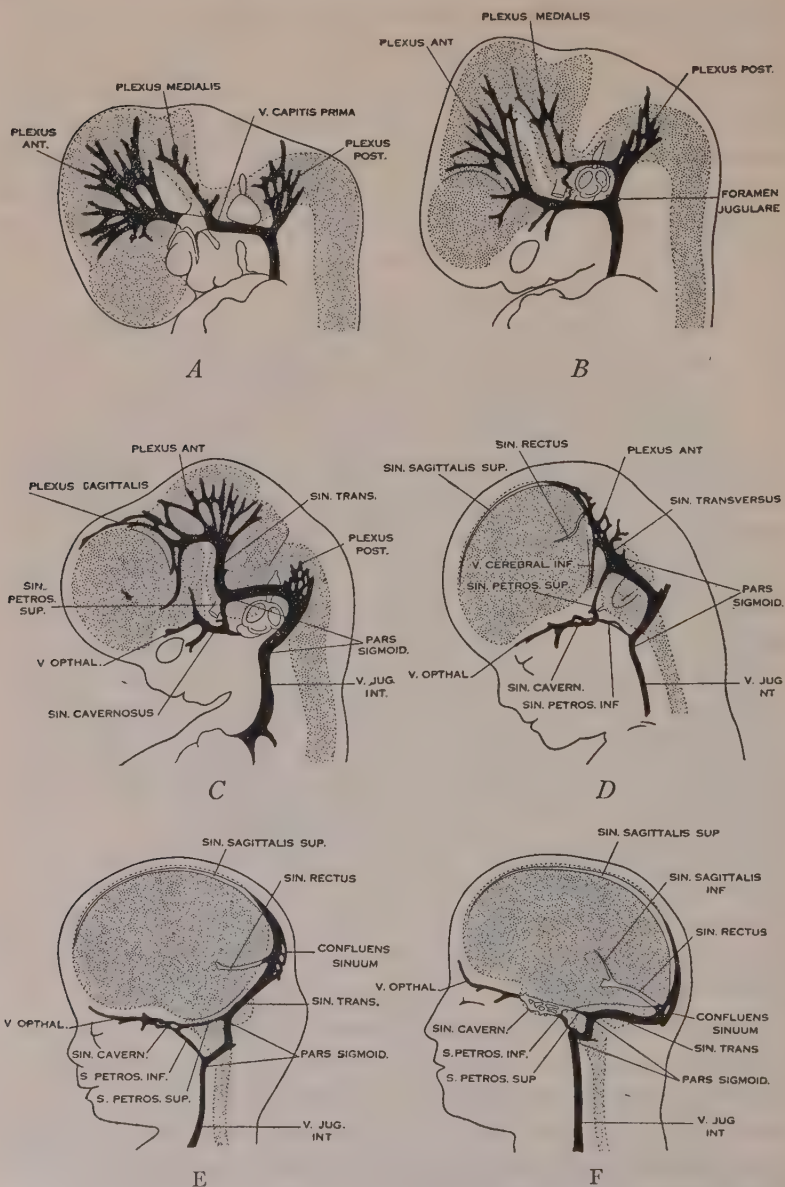 PLEXUS MEDIALIS
PLEXUS
ANT.
V. CAPITIS PRIMA
PLEXUS
POST.
A
PLEXUS MEDIALIS
PLEXUS ANT
PLEXUS POST.
FORAMEN
JUGULARE
B
PLEXUS ANT
PLEXUS DAGITTALIS
SIN. TRANS.
PLEXUS
POST.
SIN.
PETROS.
SUP.
PARS
SIGMOID.
V OPTHAL.
V. JUG.
INT.
SIN. CAVERNOSUS
C
SIN. RECTUS
PLEXUS ANT
SIN. SAGITTALIS SUP.
SIN. TRANSVERSUS
V. CEREBRAL INF.
SIN. PETROS. SUP.
PARS
SIGMOID.
V. OPTHAL
V. JUG
NT
SIN. CAVERN.
SIN. PETROS. INF
D
SIN. SAGITTALIS SUP.
SIN. RECTUS
CONFLUENS
SINUUM
SIN. TRANS.
V OPTHAL.
SIN. CAVERN.
PARS SIGMOID.
S PETROS. INF.
S. PETROS. SUP.
V. JUG.
INT
E
SIN. SAGITTALIS SUP
SIN. SAGITTALIS
INF
SIN. RECTUS
V. OPTHAL
CONFLUENS
SINUUM
SIN. CAVERN.
SIN. TRANS
S.PETROS. INF.
PARS SIGMOID.
S. PETROS. SUP
V. JUG
INT
F